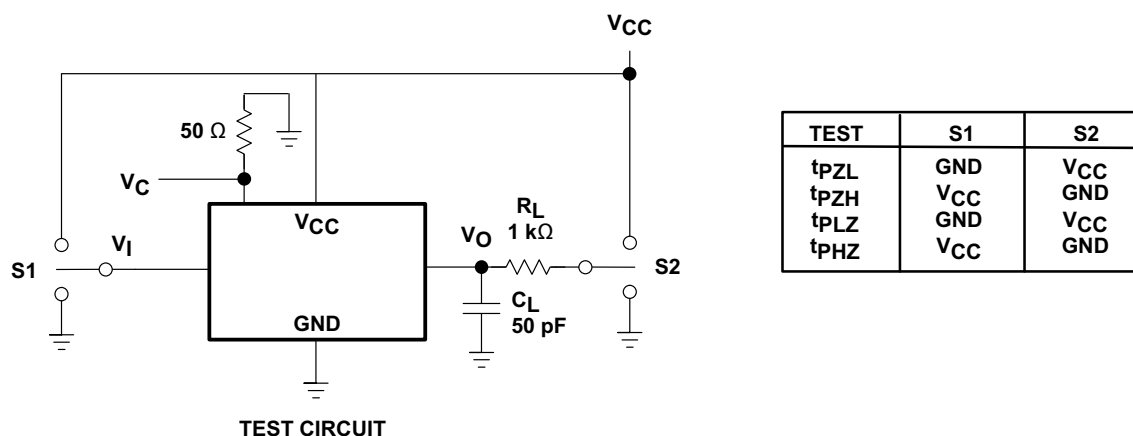 VCC
50 Ω
VC
VCC
RL
1 kΩ
VI
VO
S1
S2
CL
50 pF
GND
TEST CIRCUIT
TEST S1 S2
tPZL GND VCC
tPZH VCC GND
tPLZ GND VCC
tPHZ VCC GND